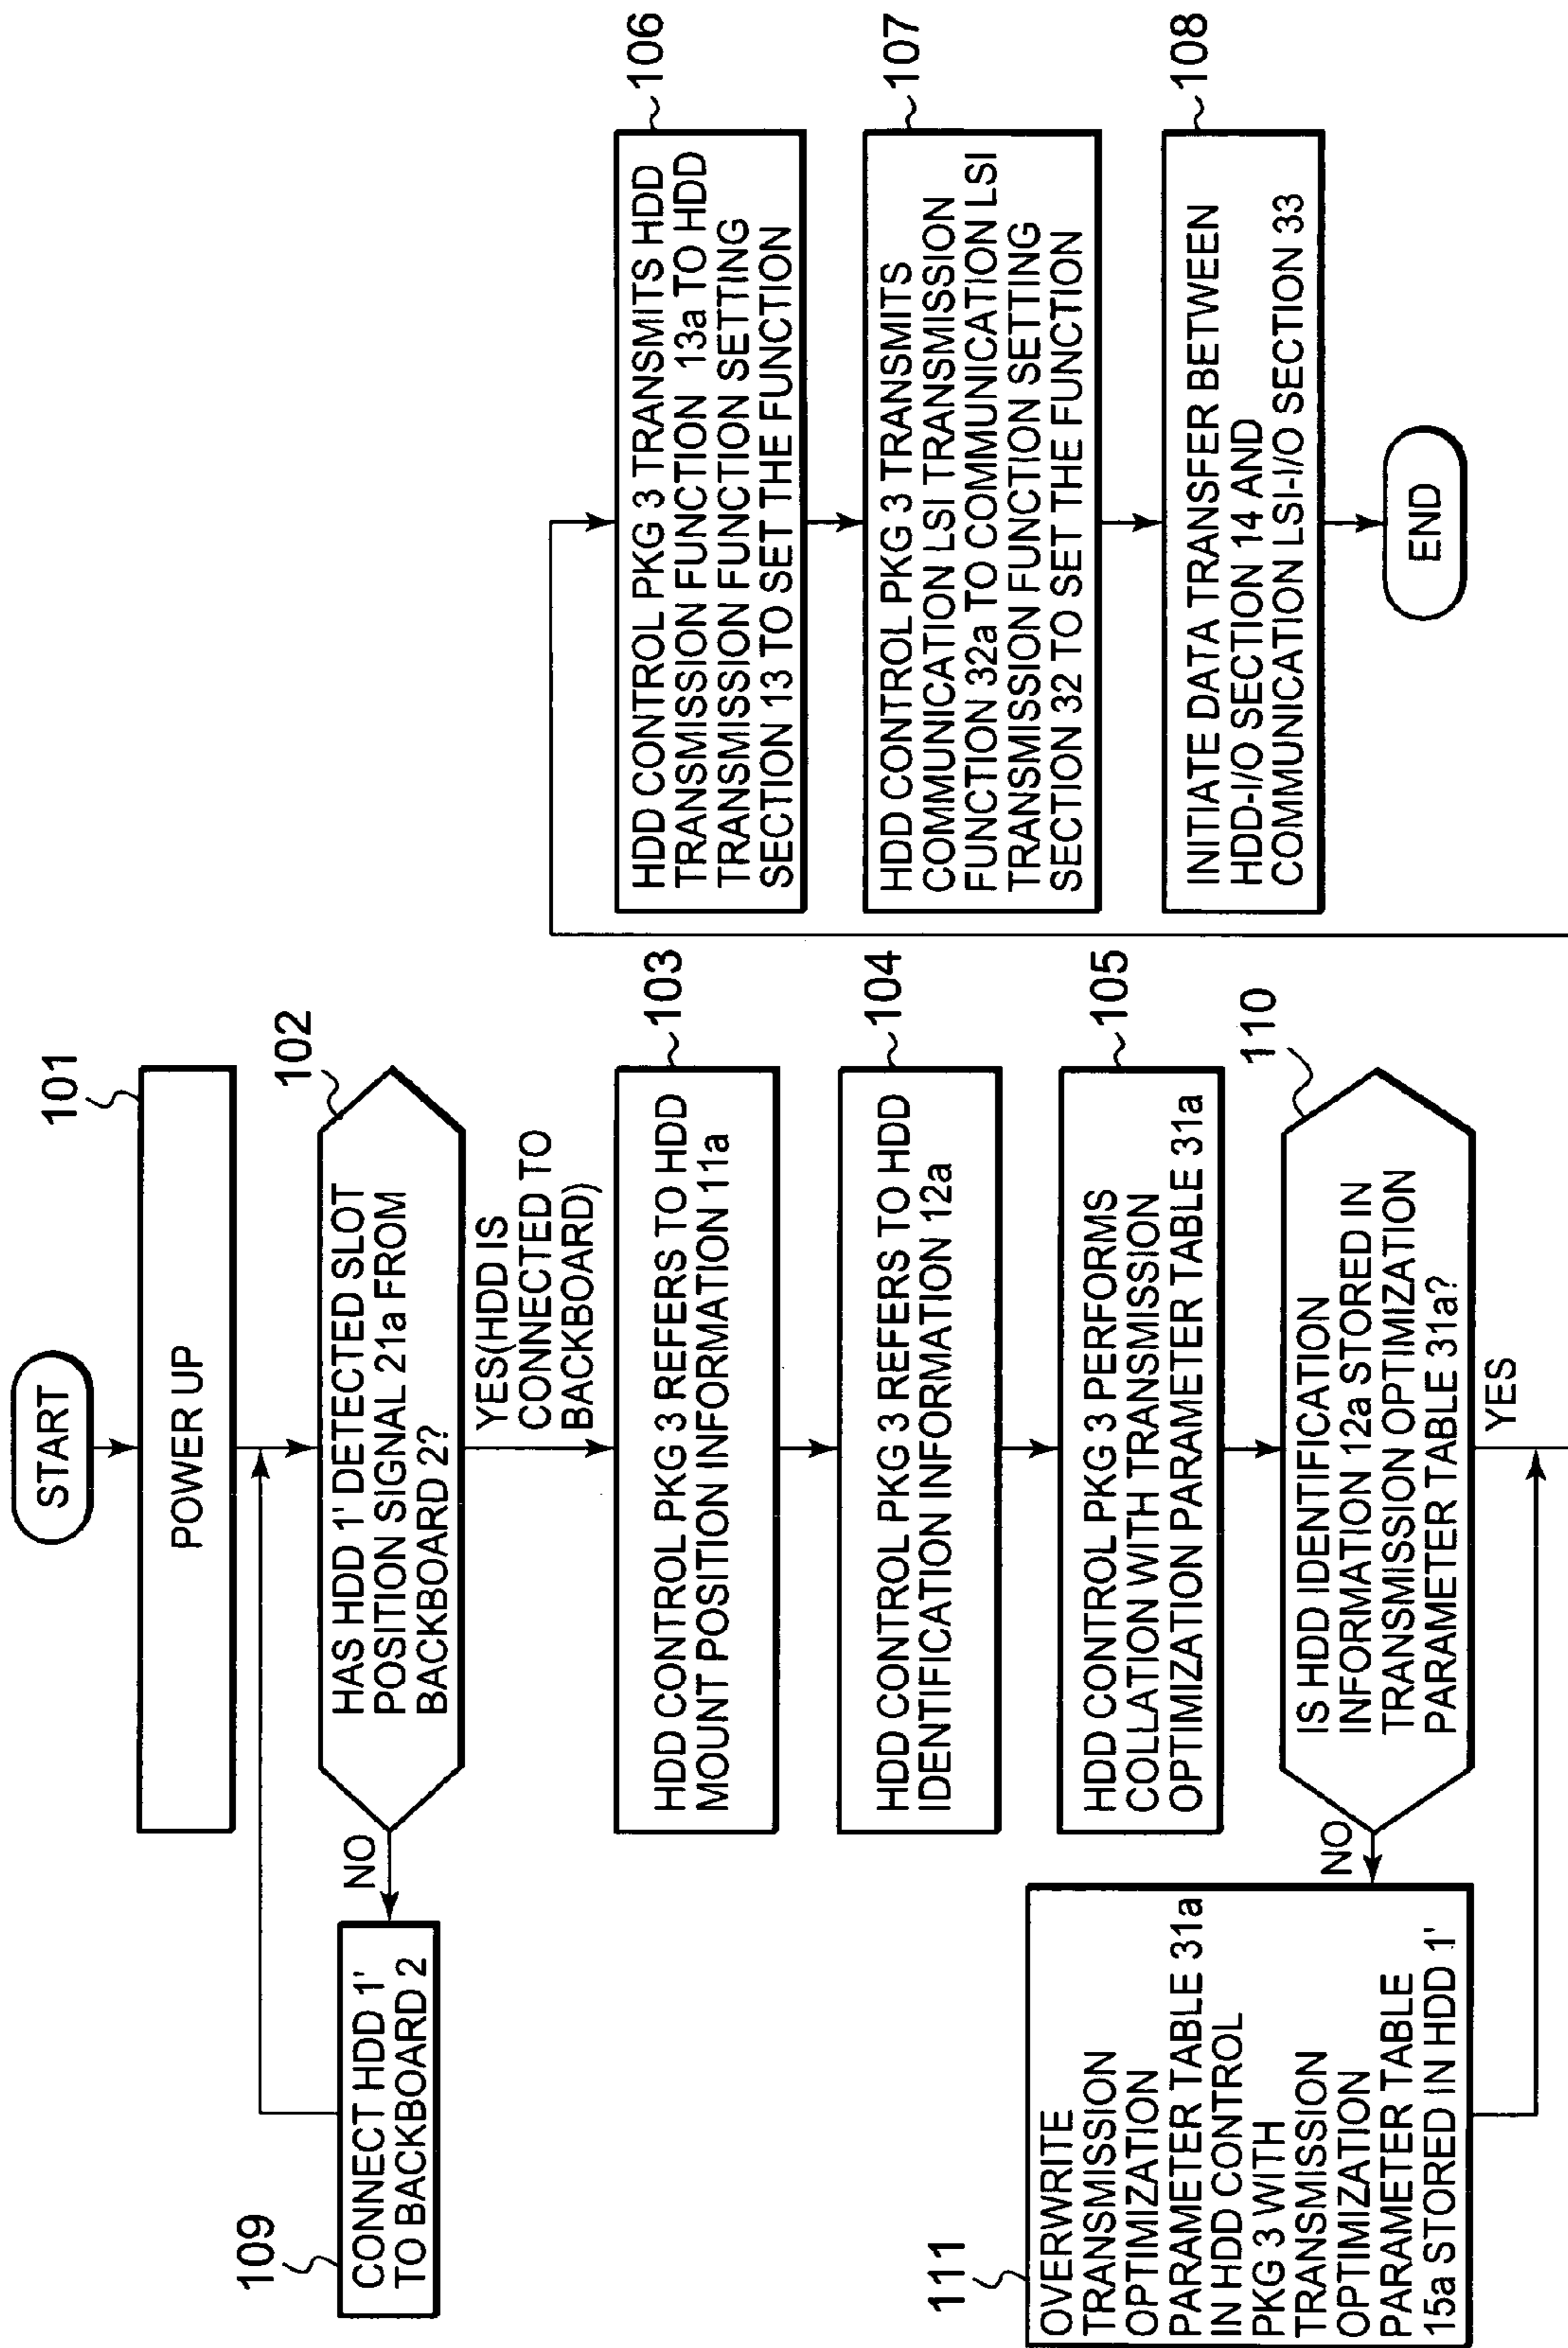 START
101
POWER UP
102
HAS HDD 1' DETECTED SLOT
POSITION SIGNAL 21a FROM
BACKBOARD 2?
NO
109
CONNECT HDD 1'
TO BACKBOARD 2
YES(HDD IS
CONNECTED TO
BACKBOARD)
103
HDD CONTROL PKG 3 REFERS TO HDD
MOUNT POSITION INFORMATION 11a
104
HDD CONTROL PKG 3 REFERS TO HDD
IDENTIFICATION INFORMATION 12a
105
HDD CONTROL PKG 3 PERFORMS
COLLATION WITH TRANSMISSION
OPTIMIZATION PARAMETER TABLE 31a
110
IS HDD IDENTIFICATION
INFORMATION 12a STORED IN
TRANSMISSION OPTIMIZATION
PARAMETER TABLE 31a?
NO
111
OVERWRITE
TRANSMISSION
OPTIMIZATION
PARAMETER TABLE 31a
IN HDD CONTROL
PKG 3 WITH
TRANSMISSION
OPTIMIZATION
PARAMETER TABLE
15a STORED IN HDD 1'
YES
106
HDD CONTROL PKG 3 TRANSMITS HDD
TRANSMISSION FUNCTION 13a TO HDD
TRANSMISSION FUNCTION SETTING
SECTION 13 TO SET THE FUNCTION
107
HDD CONTROL PKG 3 TRANSMITS
COMMUNICATION LSI TRANSMISSION
FUNCTION 32a TO COMMUNICATION LSI
TRANSMISSION FUNCTION SETTING
SECTION 32 TO SET THE FUNCTION
108
INITIATE DATA TRANSFER BETWEEN
HDD-I/O SECTION 14 AND
COMMUNICATION LSI-I/O SECTION 33
END